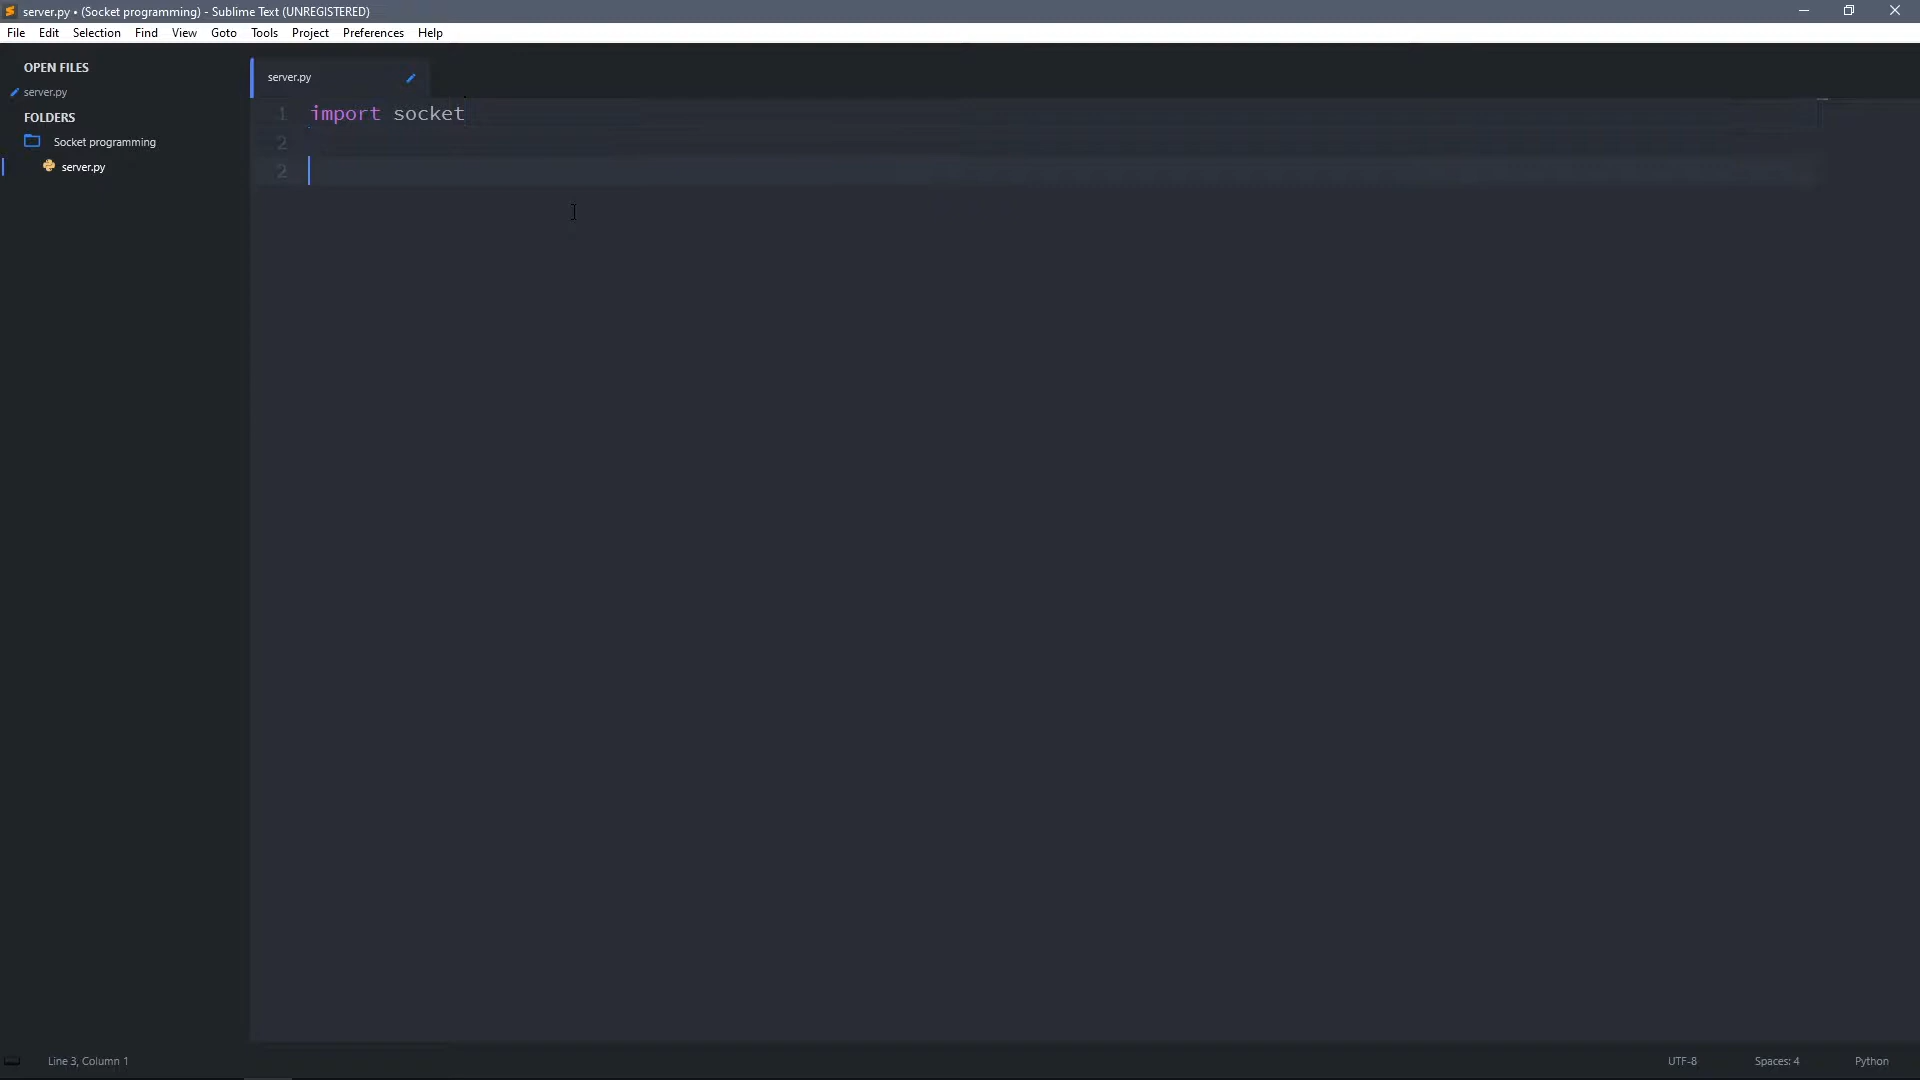 server.py • (Socket programming) - Sublime Text (UNREGISTERED)
File Edit Selection Find View Goto Tools Project Preferences Help
OPEN FILES
server.py
FOLDERS
Socket programming
server.py
server.py
1 import socket
2
2
Line 3, Column 1
UTF-8 Spaces: 4 Python